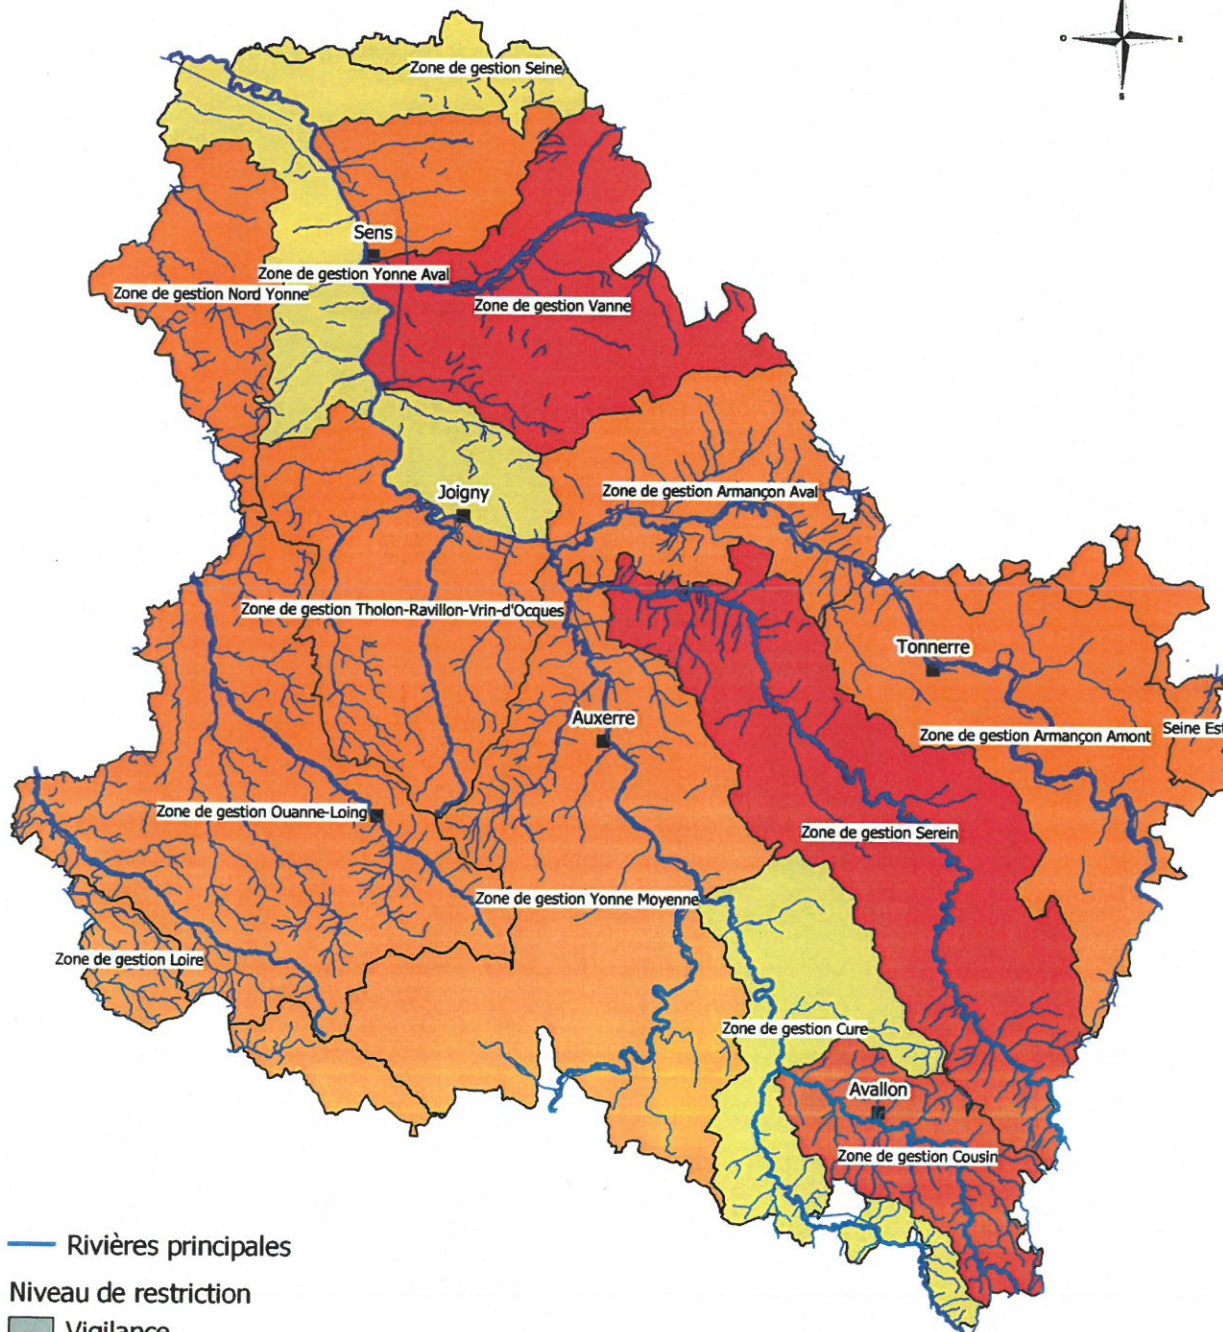 O
E
S
Zone de gestion Seine
Sens
Zone de gestion Yonne Aval
Zone de gestion Nord Yonne
Zone de gestion Vanne
Joigny
Zone de gestion Armançon Aval
Zone de gestion Tholon-Ravillon-Vrin-d'Ocques
Tonnerre
Auxerre
Zone de gestion Armançon Amont
Seine Est
Zone de gestion Ouanne-Loing
Zone de gestion Serein
Zone de gestion Yonne Moyenne
Zone de gestion Loire
Zone de gestion Cure
Avallon
Zone de gestion Cousin
Rivières principales
Niveau de restriction
Vigilance